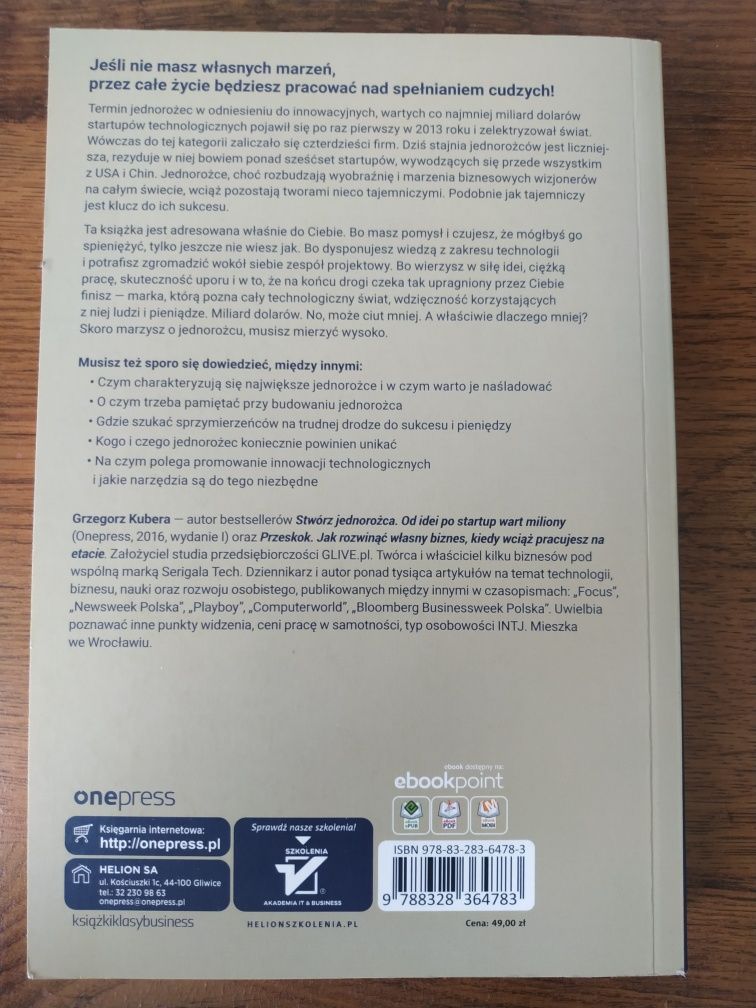 Jeśli nie masz własnych marzeń,
przez całe życie będziesz pracować nad spełnianiem cudzych!
Termin jednorożec w odniesieniu do innowacyjnych, wartych co najmniej miliard dolarów
startupów technologicznych pojawił się po raz pierwszy w 2013 roku i zelektryzował świat.
Wówczas do tej kategorii zaliczało się czterdzieści firm. Dziś stajnia jednorożców jest liczniej-
sza, rezyduje w niej bowiem ponad sześćset startupów, wywodzących się przede wszystkim
z USA i Chin. Jednorożce, choć rozbudzają wyobraźnię i marzenia biznesowych wizjonerów
na całym świecie, wciąż pozostają tworami nieco tajemniczymi. Podobnie jak tajemniczy
jest klucz do ich sukcesu.
Ta książka jest adresowana właśnie do Ciebie. Bo masz pomysł i czujesz, że mógłbyś go
spieniężyć, tylko jeszcze nie wiesz jak. Bo dysponujesz wiedzą z zakresu technologii
i potrafisz zgromadzić wokół siebie zespół projektowy. Bo wierzysz w siłę idei, ciężką
pracę, skuteczność uporu i w to, że na końcu drogi czeka tak upragniony przez Ciebie
finisz — marka, którą pozna cały technologiczny świat, wdzięczność korzystających
z niej ludzi i pieniądze. Miliard dolarów. No, może ciut mniej. A właściwie dlaczego mniej?
Skoro marzysz o jednorożcu, musisz mierzyć wysoko.
Musisz też sporo się dowiedzieć, między innymi:
• Czym charakteryzują się największe jednorożce i w czym warto je naśladować
• O czym trzeba pamiętać przy budowaniu jednorożca
• Gdzie szukać sprzymierzeńców na trudnej drodze do sukcesu i pieniędzy
• Kogo i czego jednorożec koniecznie powinien unikać
• Na czym polega promowanie innowacji technologicznych
i jakie narzędzia są do tego niezbędne
Grzegorz Kubera — autor bestsellerów Stwórz jednorożca. Od idei po startup wart miliony
(Onepress, 2016, wydanie I) oraz Przeskok. Jak rozwinąć własny biznes, kiedy wciąż pracujesz na
etacie. Założyciel studia przedsiębiorczości GLIVE.pl. Twórca i właściciel kilku biznesów pod
wspólną marką Serigala Tech. Dziennikarz i autor ponad tysiąca artykułów na temat technologii,
biznesu, nauki oraz rozwoju osobistego, publikowanych między innymi w czasopismach: „Focus”,
„Newsweek Polska”, „Playboy”, „Computerworld”, „Bloomberg Businessweek Polska”. Uwielbia
poznawać inne punkty widzenia, ceni pracę w samotności, typ osobowości INTJ. Mieszka
we Wrocławiu.
onepress
Księgarnia internetowa:
http://onepress.pl
HELION SA
ul. Kościuszki 1c, 44-100 Gliwice
tel.: 32 230 98 63
onepress@onepress.pl
książkiklasybusiness
Sprawdź nasze szkolenia!
SZKOLENIA
®
AKADEMIA IT & BUSINESS
HELIONSZKOLENIA.PL
ebook dostępny na:
ebookpoint
eBook ePUB
eBook PDF
eBook MOBI
ISBN 978-83-283-6478-3
9 788328 364783
Cena: 49,00 zł